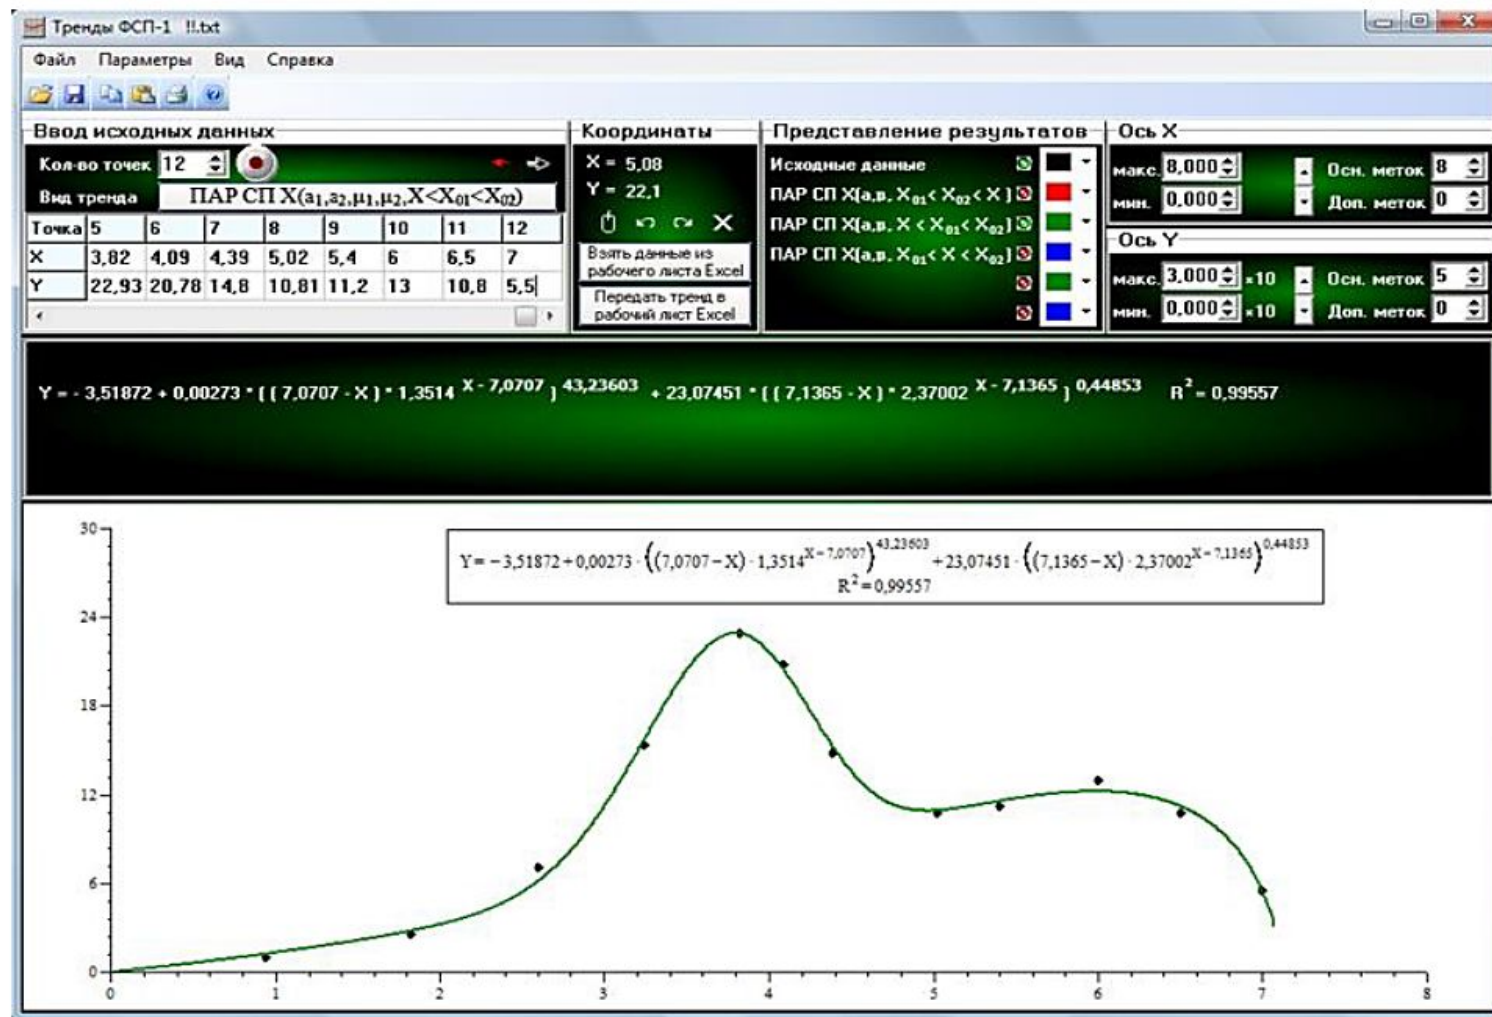 Тренды ФСП-1 !!.txt
Файл Параметры Вид Справка
Ввод исходных данных
Кол-во точек 12
Вид тренда ПАР СП X(a₁,a₂,μ₁,μ₂,X<X₀₁<X₀₂)
Точка 5 6 7 8 9 10 11 12
X 3,82 4,09 4,39 5,02 5,4 6 6,5 7
Y 22,93 20,78 14,8 10,81 11,2 13 10,8 5,5
Координаты
X = 5,08
Y = 22,1
Взять данные из
рабочего листа Excel
Передать тренд в
рабочий лист Excel
Представление результатов
Исходные данные
ПАР СП X[а,в, X₀₁< X₀₂< X ]
ПАР СП X[а,в, X < X₀₁< X₀₂]
ПАР СП X[а,в, X₀₁< X < X₀₂]
Ось X
макс. 8,000 Осн. меток 8
мин. 0,000 Доп. меток 0
Ось Y
макс. 3,000 ×10 Осн. меток 5
мин. 0,000 ×10 Доп. меток 0
Y = - 3,51872 + 0,00273 * [ ( 7,0707 - X ) * 1,3514 ^ X - 7,0707 ] ^ 43,23603 + 23,07451 * [ ( 7,1365 - X ) * 2,37002 ^ X - 7,1365 ] ^ 0,44853 R² = 0,99557
Y = −3,51872 + 0,00273 · ((7,0707−X) · 1,3514^X−7,0707)^43,23603 + 23,07451 · ((7,1365−X) · 2,37002^X−7,1365)^0,44853
R² = 0,99557
30
24
18
12
6
0
0 1 2 3 4 5 6 7 8